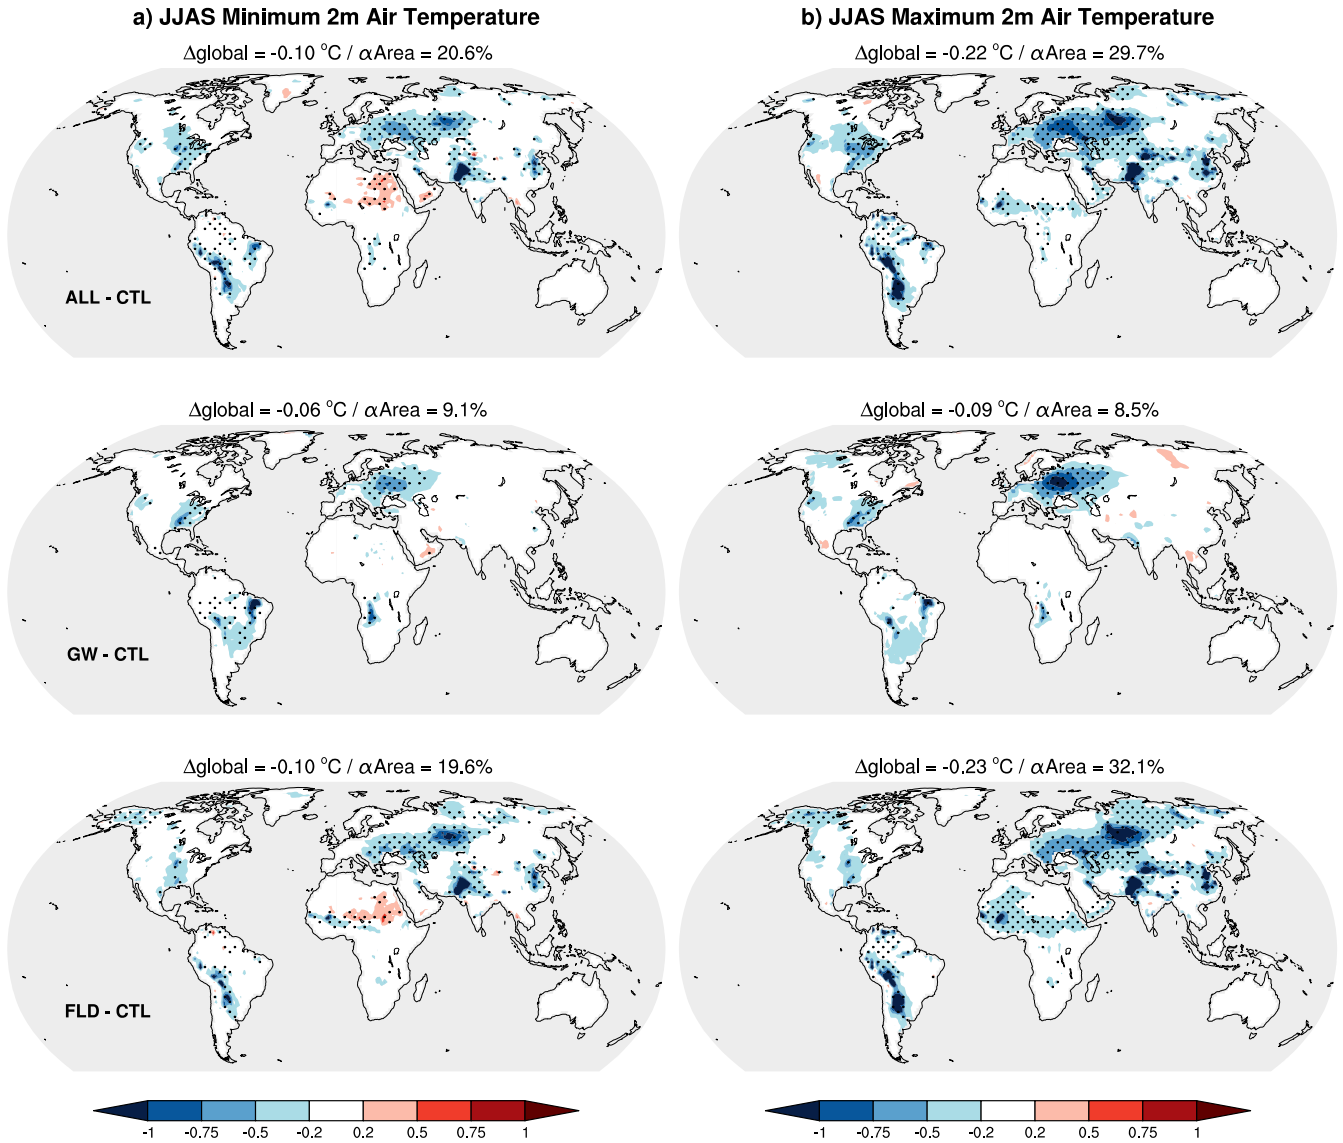 a) JJAS Minimum 2m Air Temperature
b) JJAS Maximum 2m Air Temperature
Δglobal = -0.10 °C / αArea = 20.6%
Δglobal = -0.22 °C / αArea = 29.7%
ALL - CTL
Δglobal = -0.06 °C / αArea = 9.1%
Δglobal = -0.09 °C / αArea = 8.5%
GW - CTL
Δglobal = -0.10 °C / αArea = 19.6%
Δglobal = -0.23 °C / αArea = 32.1%
FLD - CTL
-1 -0.75 -0.5 -0.2 0.2 0.5 0.75 1
-1 -0.75 -0.5 -0.2 0.2 0.5 0.75 1